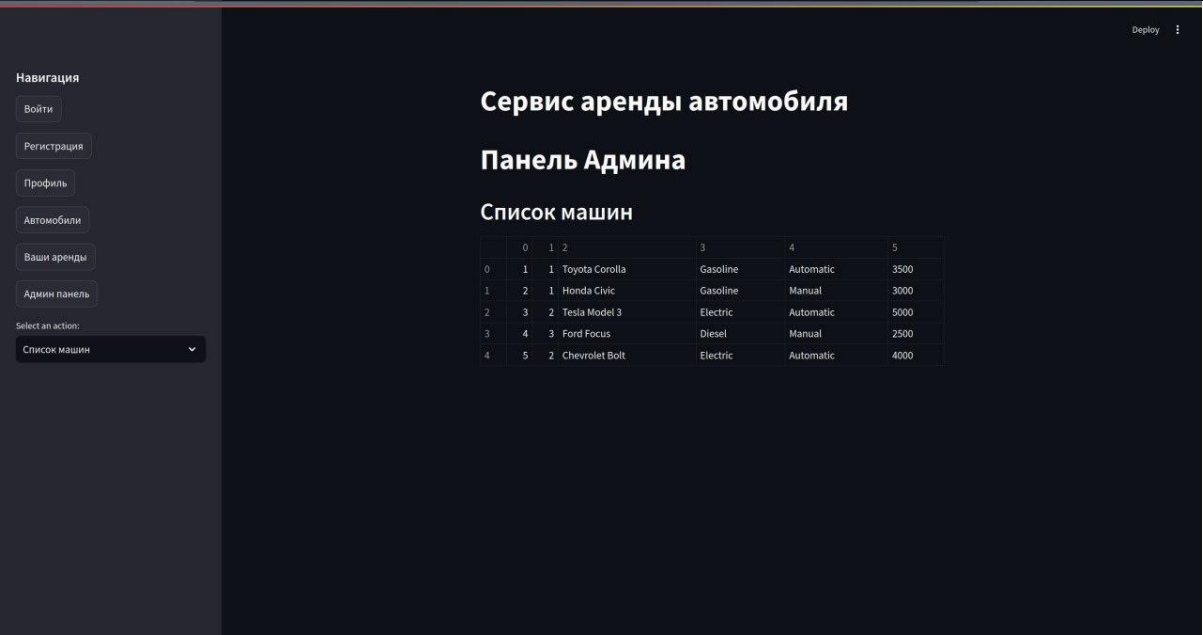 Deploy
Навигация
Войти
Регистрация
Профиль
Автомобили
Ваши аренды
Админ панель
Select an action:
Список машин
Сервис аренды автомобиля
Панель Админа
Список машин
0 1 2 3 4 5
0 1 1 Toyota Corolla Gasoline Automatic 3500
1 2 1 Honda Civic Gasoline Manual 3000
2 3 2 Tesla Model 3 Electric Automatic 5000
3 4 3 Ford Focus Diesel Manual 2500
4 5 2 Chevrolet Bolt Electric Automatic 4000